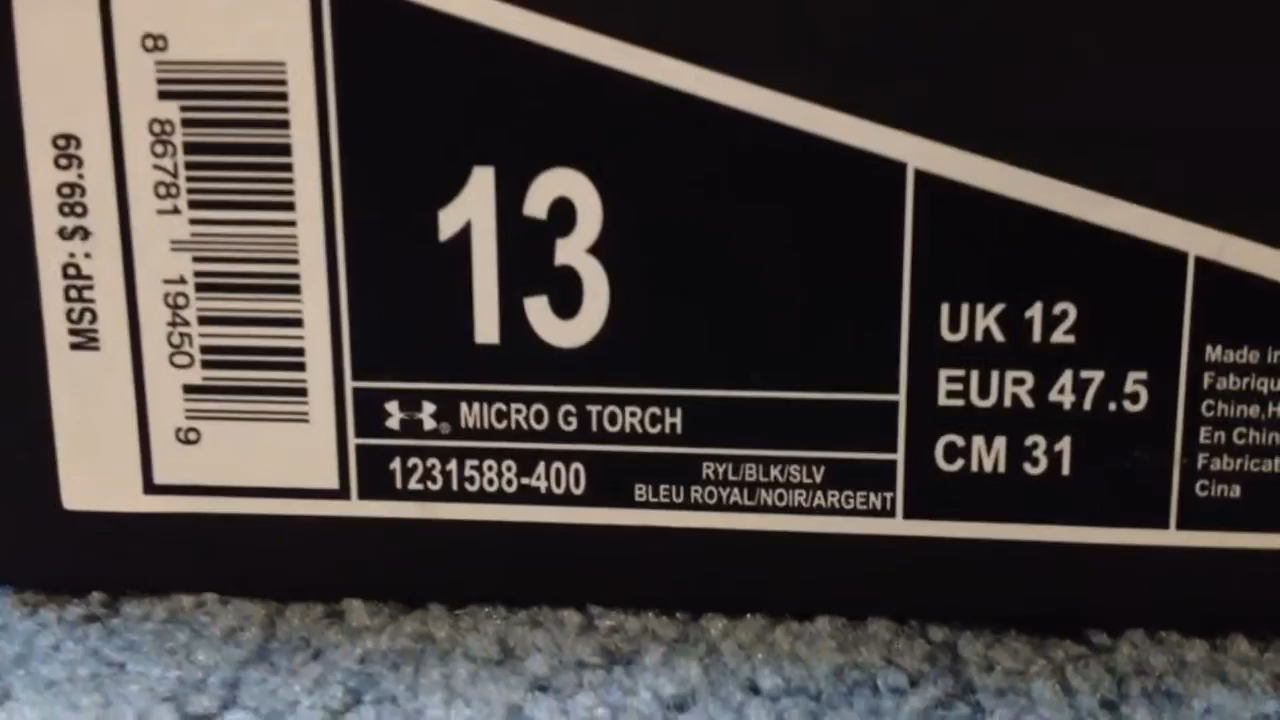 MSRP: $ 89.99
8 86781 19450 9
13
MICRO G TORCH
1231588-400
RYL/BLK/SLV
BLEU ROYAL/NOIR/ARGENT
UK 12
EUR 47.5
CM 31
Made in
Fabriqu
Chine,H
En Chin
Fabricat
Cina